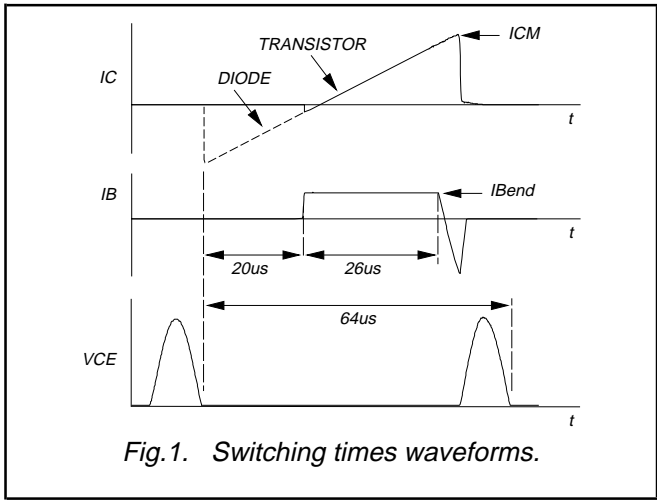 ICM
TRANSISTOR
IC
DIODE
t
IB
IBend
t
20us
26us
64us
VCE
t
Fig.1. Switching times waveforms.